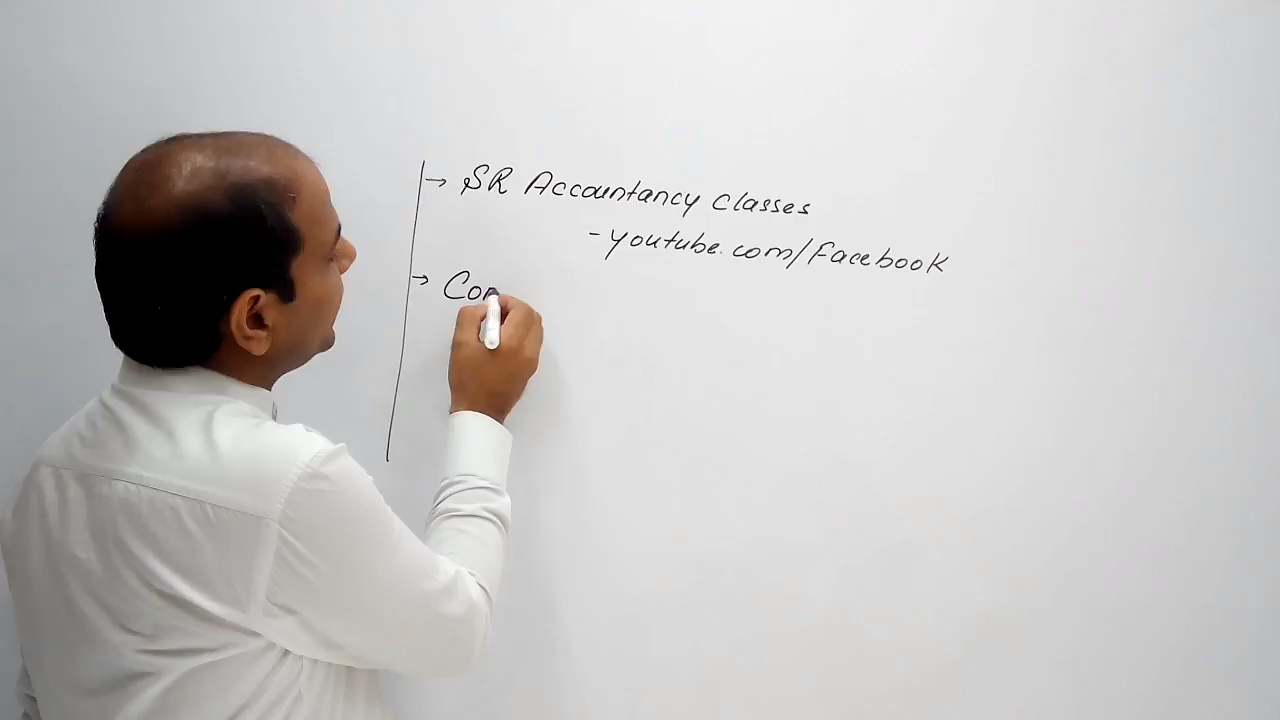 → SR Accountancy Classes
- youtube.com/Facebook
→ Co